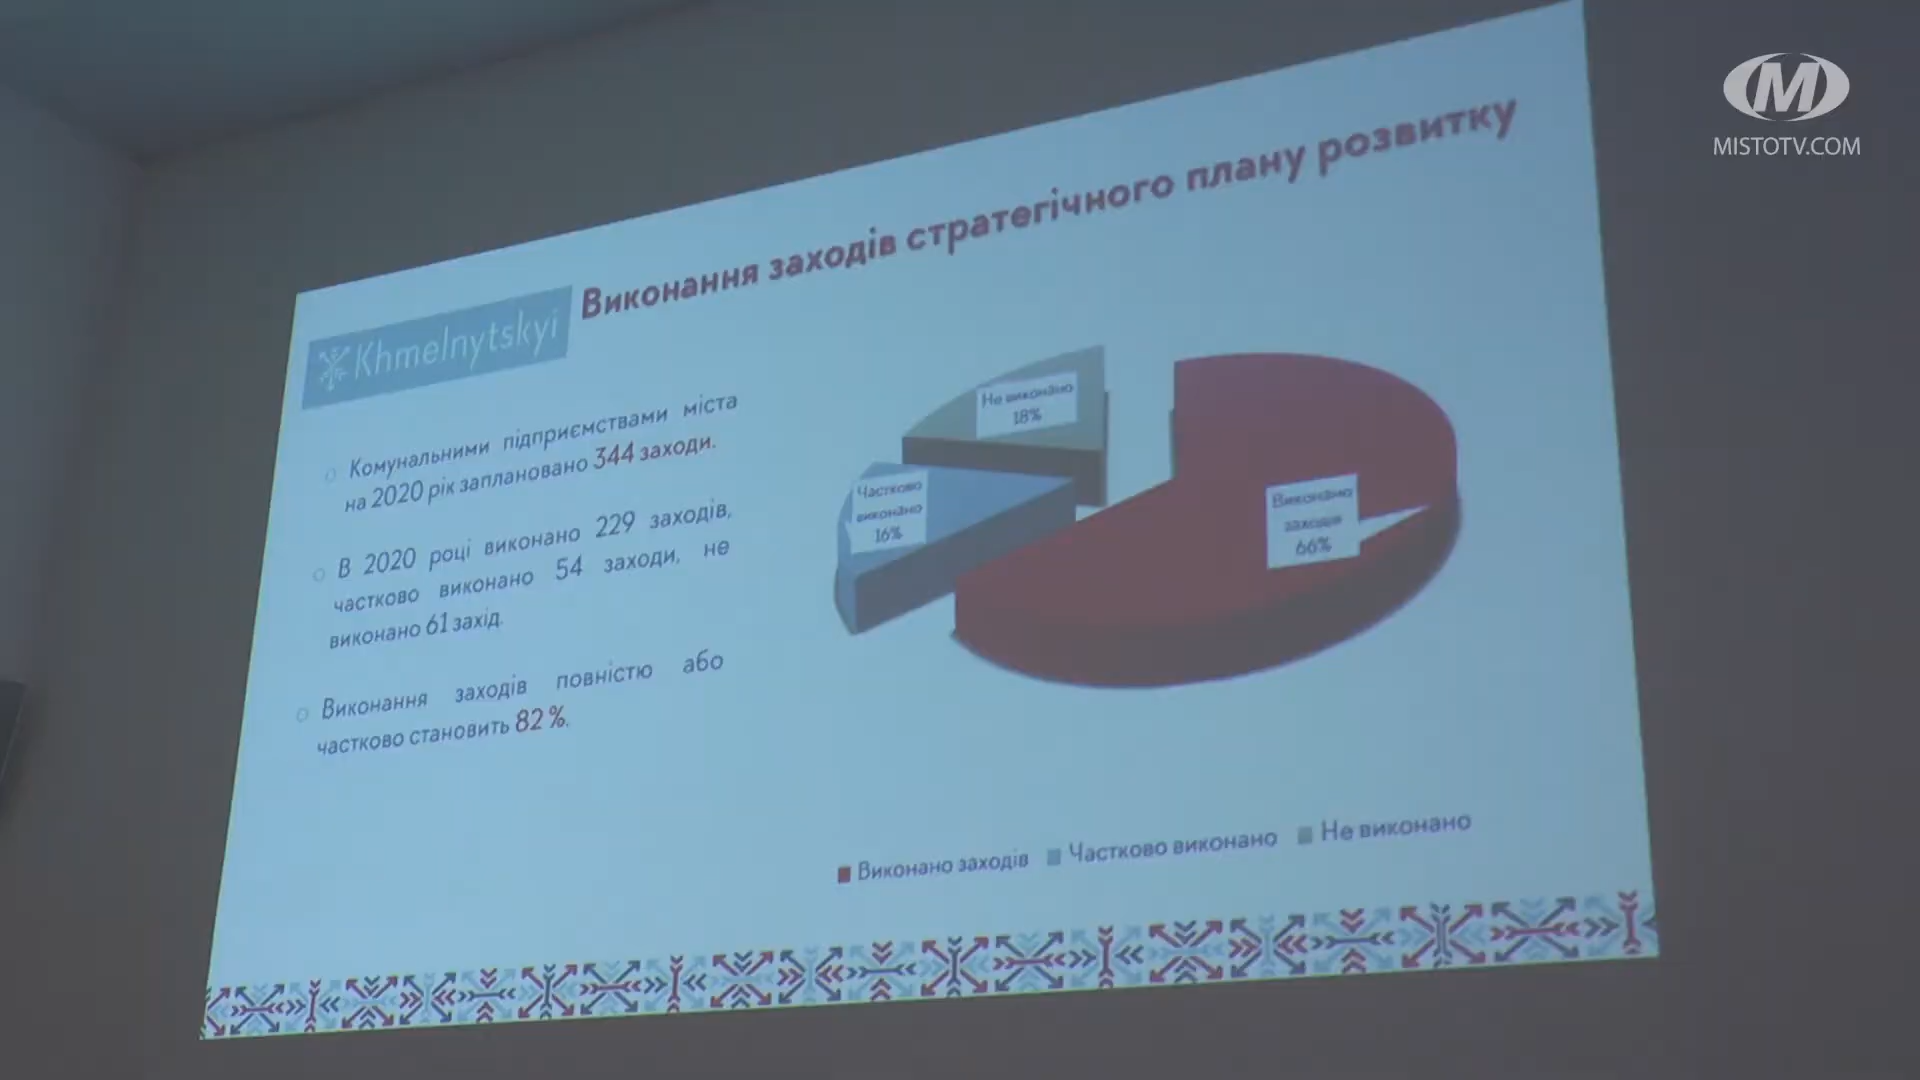 M
MISTOTV.COM
Виконання заходів стратегічного плану розвитку
Khmelnytskyi
Комунальними підприємствами міста
на 2020 рік заплановано 344 заходи.
В 2020 році виконано 229 заходів,
частково виконано 54 заходи, не
виконано 61 захід.
Виконання заходів повністю або
частково становить 82 %.
Не виконано
18%
Частково
виконано
16%
Виконано
заходів
66%
Виконано заходів
Частково виконано
Не виконано